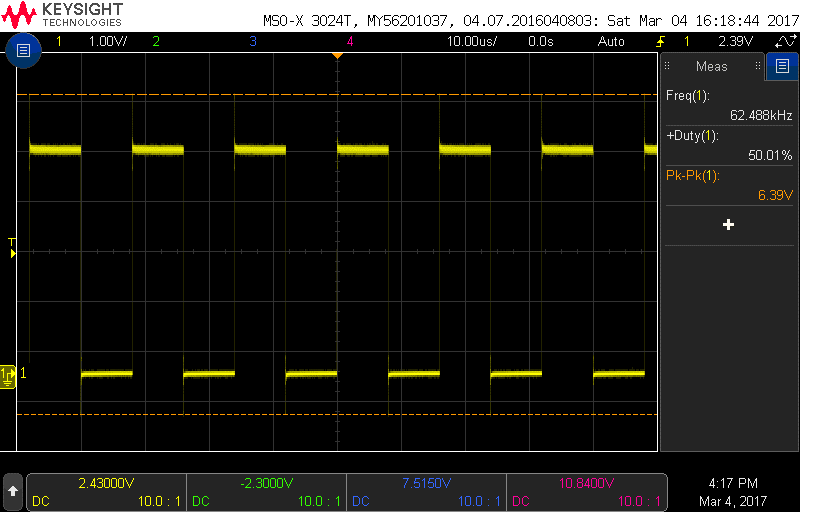 KEYSIGHT
TECHNOLOGIES
MSO-X 3024T, MY56201037, 04.07.2016040803: Sat Mar 04 16:18:44 2017
1 1.00V/ 2 3 4 10.00us/ 0.0s Auto 1 2.39V
Meas
Freq(1):
62.488kHz
+Duty(1):
50.01%
Pk-Pk(1):
6.39V
+
T
1 1
2.43000V -2.3000V 7.5150V 10.8400V
DC 10.0 : 1 DC 10.0 : 1 DC 10.0 : 1 DC 10.0 : 1
4:17 PM
Mar 4, 2017